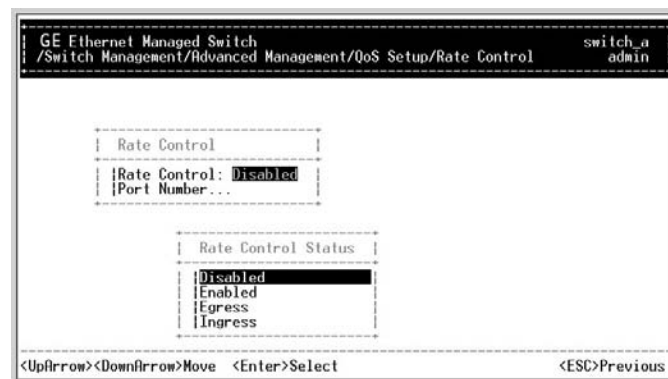 GE Ethernet Managed Switch switch_a
/Switch Management/Advanced Management/QoS Setup/Rate Control admin
Rate Control
Rate Control: Disabled
Port Number...
Rate Control Status
Disabled
Enabled
Egress
Ingress
<UpArrow><DownArrow>Move <Enter>Select <ESC>Previous